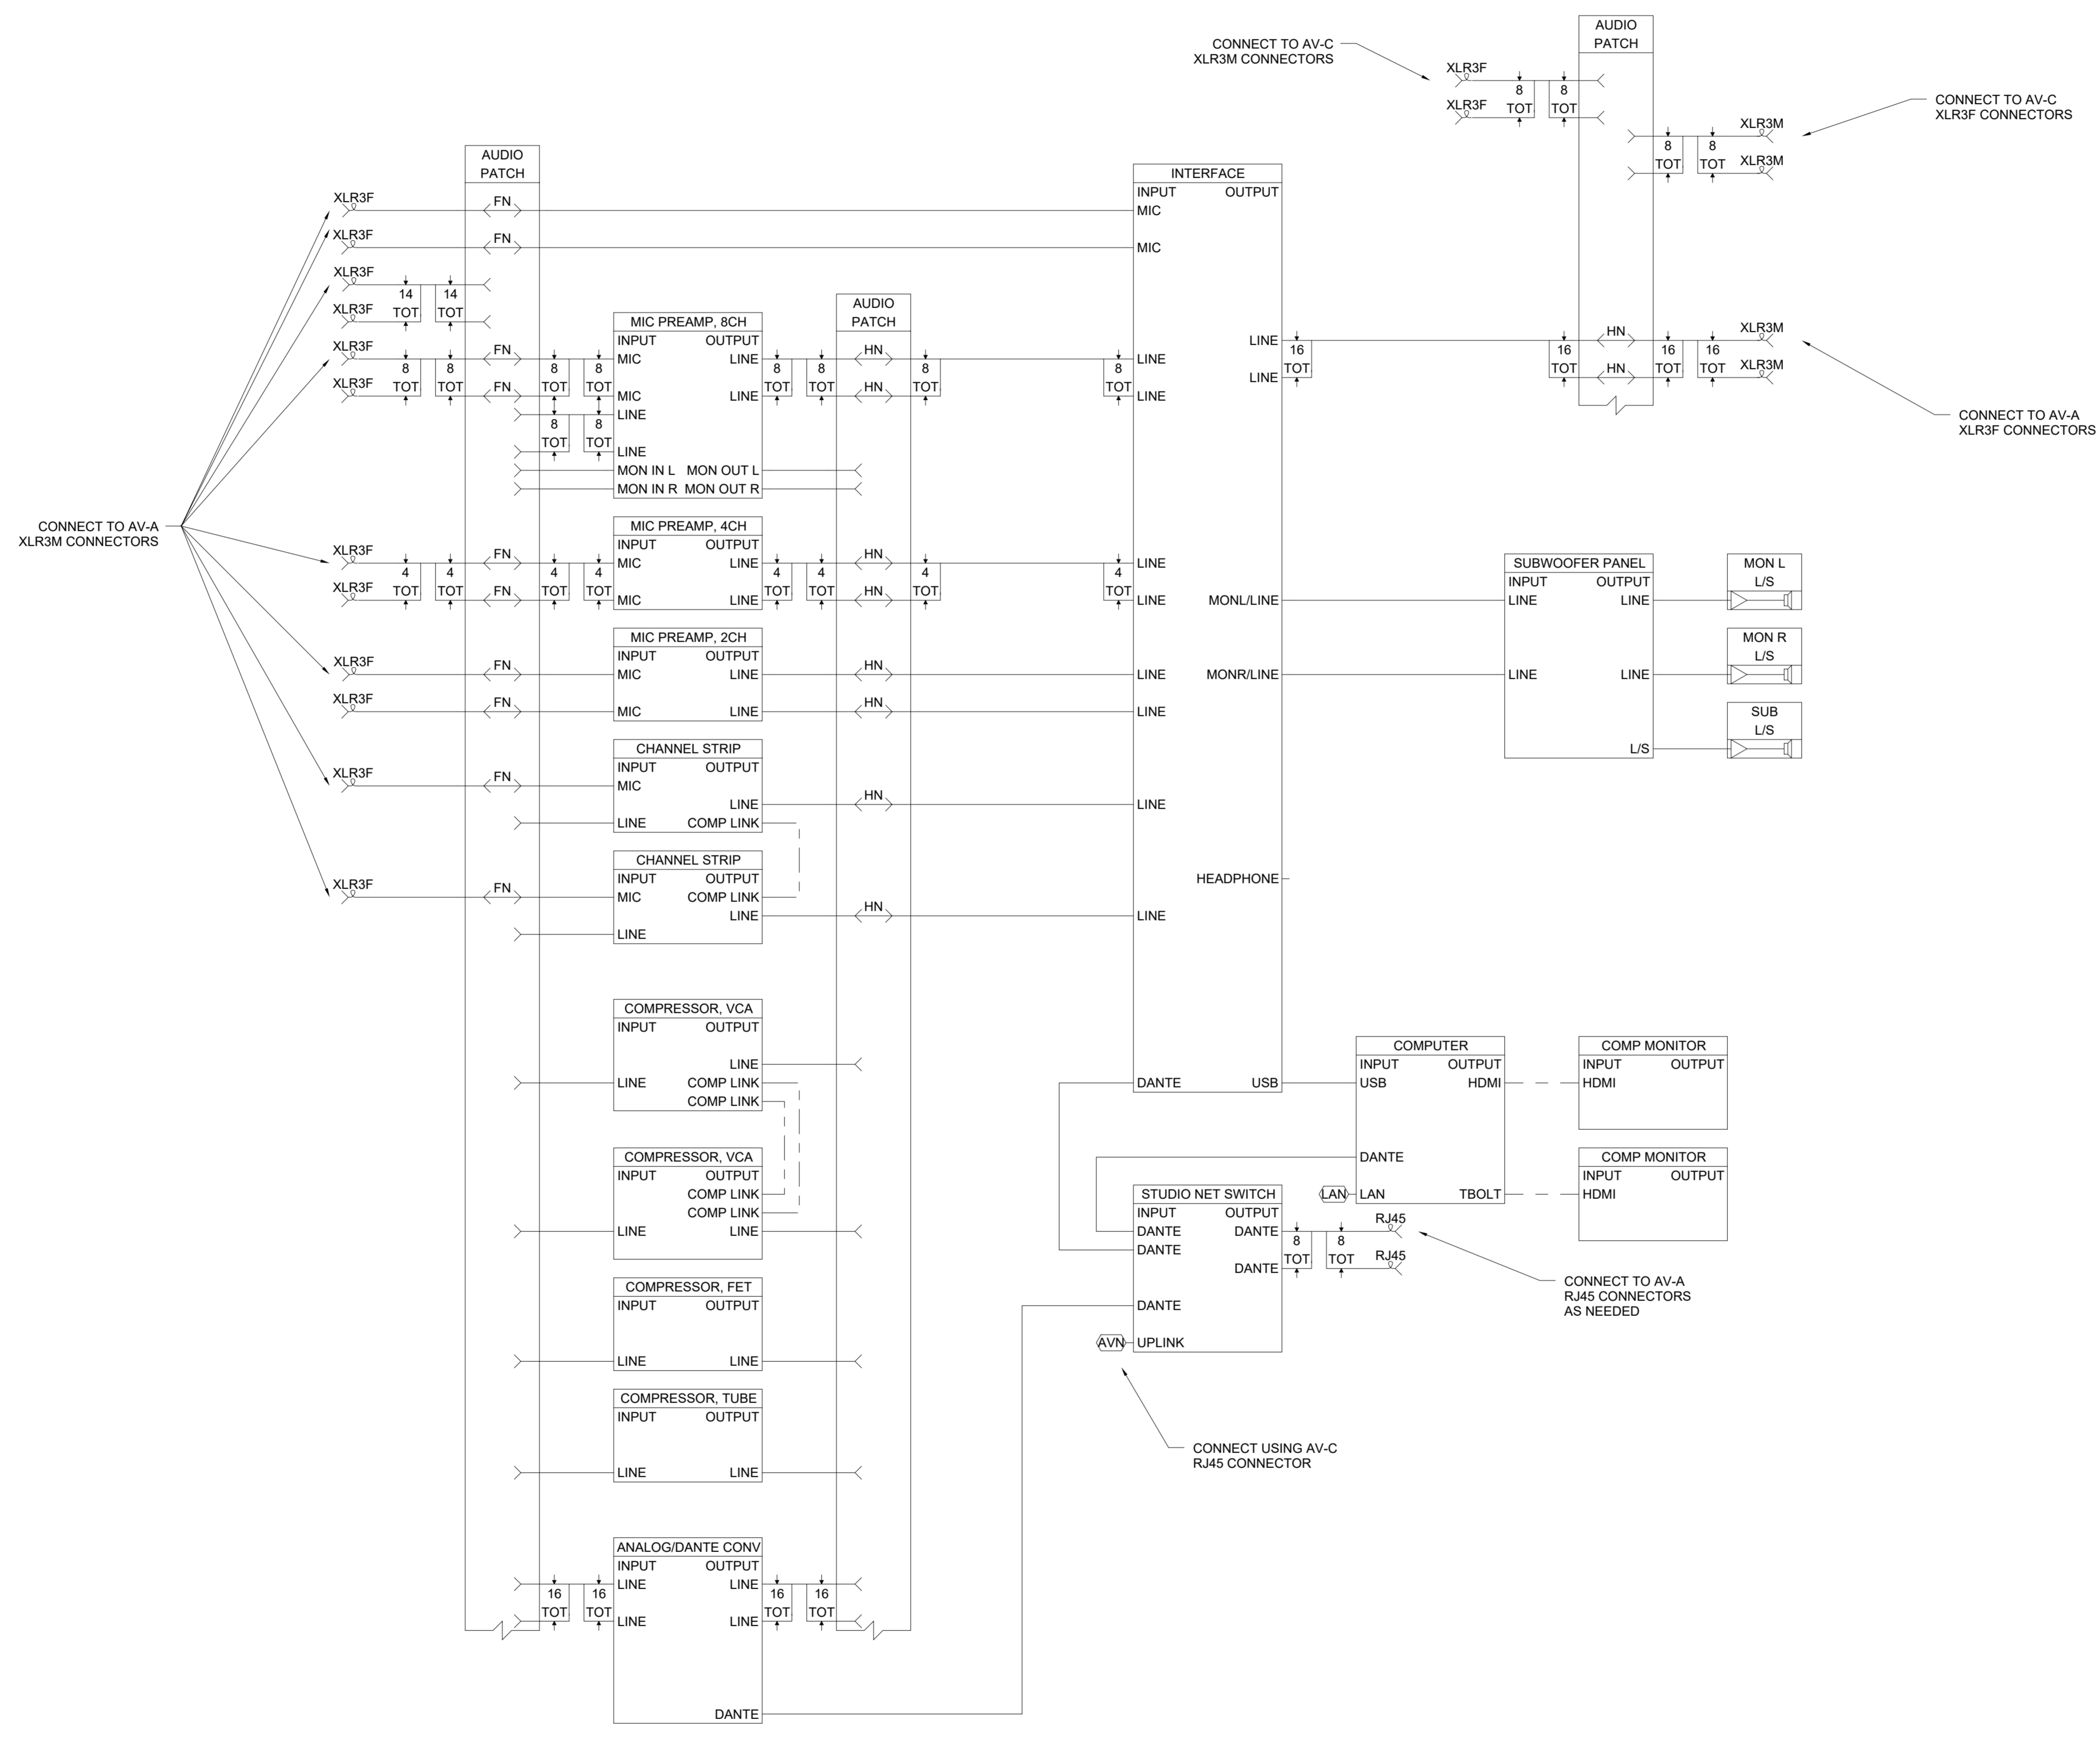 CONNECT TO AV-C
XLR3M CONNECTORS
XLR3F
XLR3F
8
TOT
8
TOT
AUDIO
PATCH
8
TOT
8
TOT
XLR3M
XLR3M
CONNECT TO AV-C
XLR3F CONNECTORS
CONNECT TO AV-A
XLR3M CONNECTORS
XLR3F
XLR3F
XLR3F
XLR3F
XLR3F
XLR3F
XLR3F
XLR3F
XLR3F
XLR3F
XLR3F
XLR3F
14
TOT
14
TOT
8
TOT
8
TOT
4
TOT
4
TOT
AUDIO
PATCH
FN
FN
FN
FN
FN
FN
FN
FN
FN
FN
8
TOT
8
TOT
8
TOT
8
TOT
4
TOT
4
TOT
16
TOT
16
TOT
MIC PREAMP, 8CH
INPUT OUTPUT
MIC LINE
MIC LINE
LINE
LINE
MON IN L MON OUT L
MON IN R MON OUT R
MIC PREAMP, 4CH
INPUT OUTPUT
MIC LINE
MIC LINE
MIC PREAMP, 2CH
INPUT OUTPUT
MIC LINE
MIC LINE
CHANNEL STRIP
INPUT OUTPUT
MIC
LINE
LINE COMP LINK
CHANNEL STRIP
INPUT OUTPUT
MIC COMP LINK
LINE
LINE
COMPRESSOR, VCA
INPUT OUTPUT
LINE
LINE COMP LINK
COMP LINK
COMPRESSOR, VCA
INPUT OUTPUT
COMP LINK
COMP LINK
LINE LINE
COMPRESSOR, FET
INPUT OUTPUT
LINE LINE
COMPRESSOR, TUBE
INPUT OUTPUT
LINE LINE
ANALOG/DANTE CONV
INPUT OUTPUT
LINE LINE
LINE LINE
DANTE
8
TOT
8
TOT
4
TOT
4
TOT
16
TOT
16
TOT
AUDIO
PATCH
HN
HN
HN
HN
HN
HN
HN
HN
8
TOT
8
TOT
4
TOT
4
TOT
INTERFACE
INPUT OUTPUT
MIC
MIC
LINE
LINE
LINE
LINE
LINE
LINE MONL/LINE
LINE MONR/LINE
LINE
LINE
HEADPHONE
LINE
DANTE USB
16
TOT
16
TOT
HN
HN
16
TOT
16
TOT
XLR3M
XLR3M
CONNECT TO AV-A
XLR3F CONNECTORS
SUBWOOFER PANEL
INPUT OUTPUT
LINE LINE
LINE LINE
L/S
MON L
L/S
MON R
L/S
SUB
L/S
COMPUTER
INPUT OUTPUT
USB HDMI
DANTE
LAN LAN TBOLT
COMP MONITOR
INPUT OUTPUT
HDMI
COMP MONITOR
INPUT OUTPUT
HDMI
STUDIO NET SWITCH
INPUT OUTPUT
DANTE DANTE
DANTE
DANTE
DANTE
AVN UPLINK
8
TOT
8
TOT
RJ45
RJ45
CONNECT TO AV-A
RJ45 CONNECTORS
AS NEEDED
CONNECT USING AV-C
RJ45 CONNECTOR